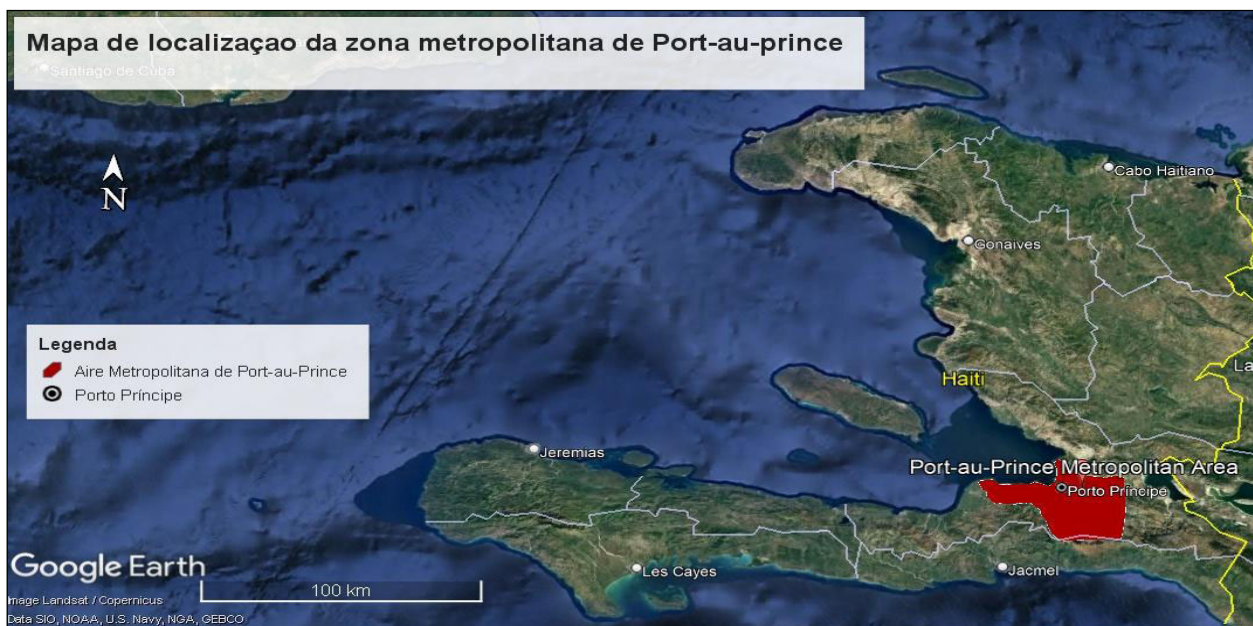 Mapa de localizaçao da zona metropolitana de Port-au-prince
Santiago de Cuba
N
Cabo Haitiano
Gonaives
Legenda
Aire Metropolitana de Port-au-Prince
Porto Príncipe
Haiti
La
Jeremias
Port-au-Prince Metropolitan Area
Porto Príncipe
Les Cayes
Jacmel
Google Earth
100 km
Image Landsat / Copernicus
Data SIO, NOAA, U.S. Navy, NGA, GEBCO